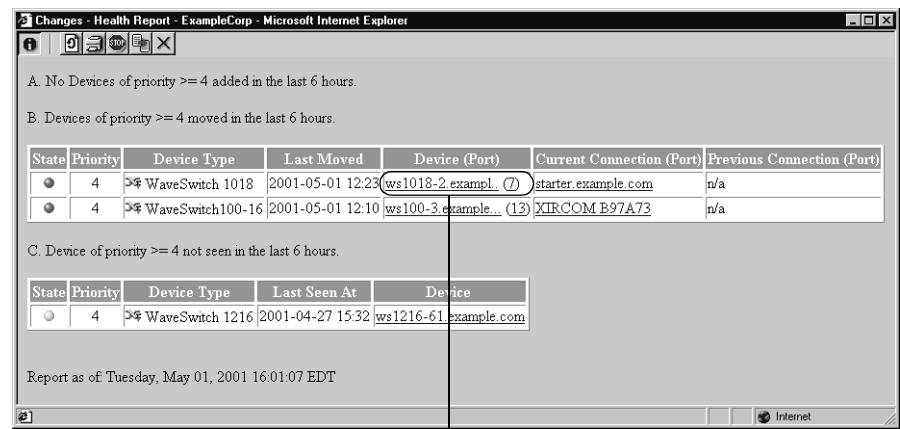 Changes - Health Report - ExampleCorp - Microsoft Internet Explorer
STOP
A. No Devices of priority >= 4 added in the last 6 hours.
B. Devices of priority >= 4 moved in the last 6 hours.
State Priority Device Type Last Moved Device (Port) Current Connection (Port) Previous Connection (Port)
4 WaveSwitch 1018 2001-05-01 12:23 ws1018-2.exampl.. (7) starter.example.com n/a
4 WaveSwitch100-16 2001-05-01 12:10 ws100-3.example... (13) XIRCOM B97A73 n/a
C. Device of priority >= 4 not seen in the last 6 hours.
State Priority Device Type Last Seen At Device
4 WaveSwitch 1216 2001-04-27 15:32 ws1216-61.example.com
Report as of: Tuesday, May 01, 2001 16:01:07 EDT
Internet